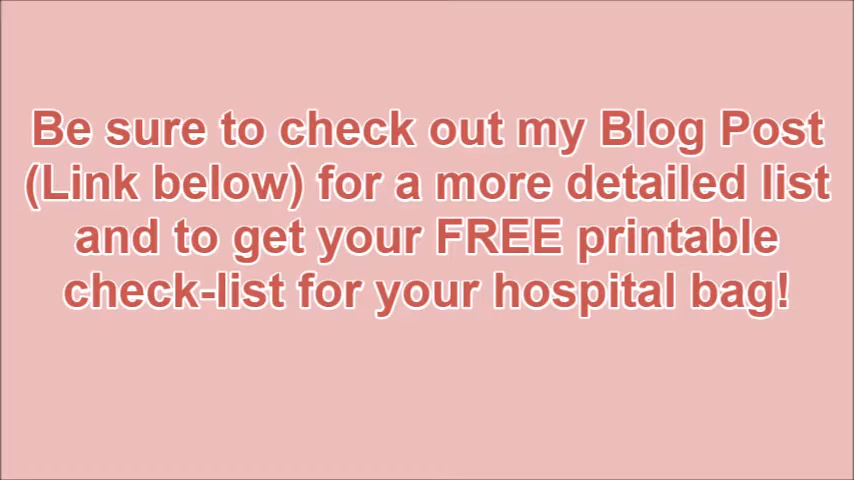 Be sure to check out my Blog Post
(Link below) for a more detailed list
and to get your FREE printable
check-list for your hospital bag!